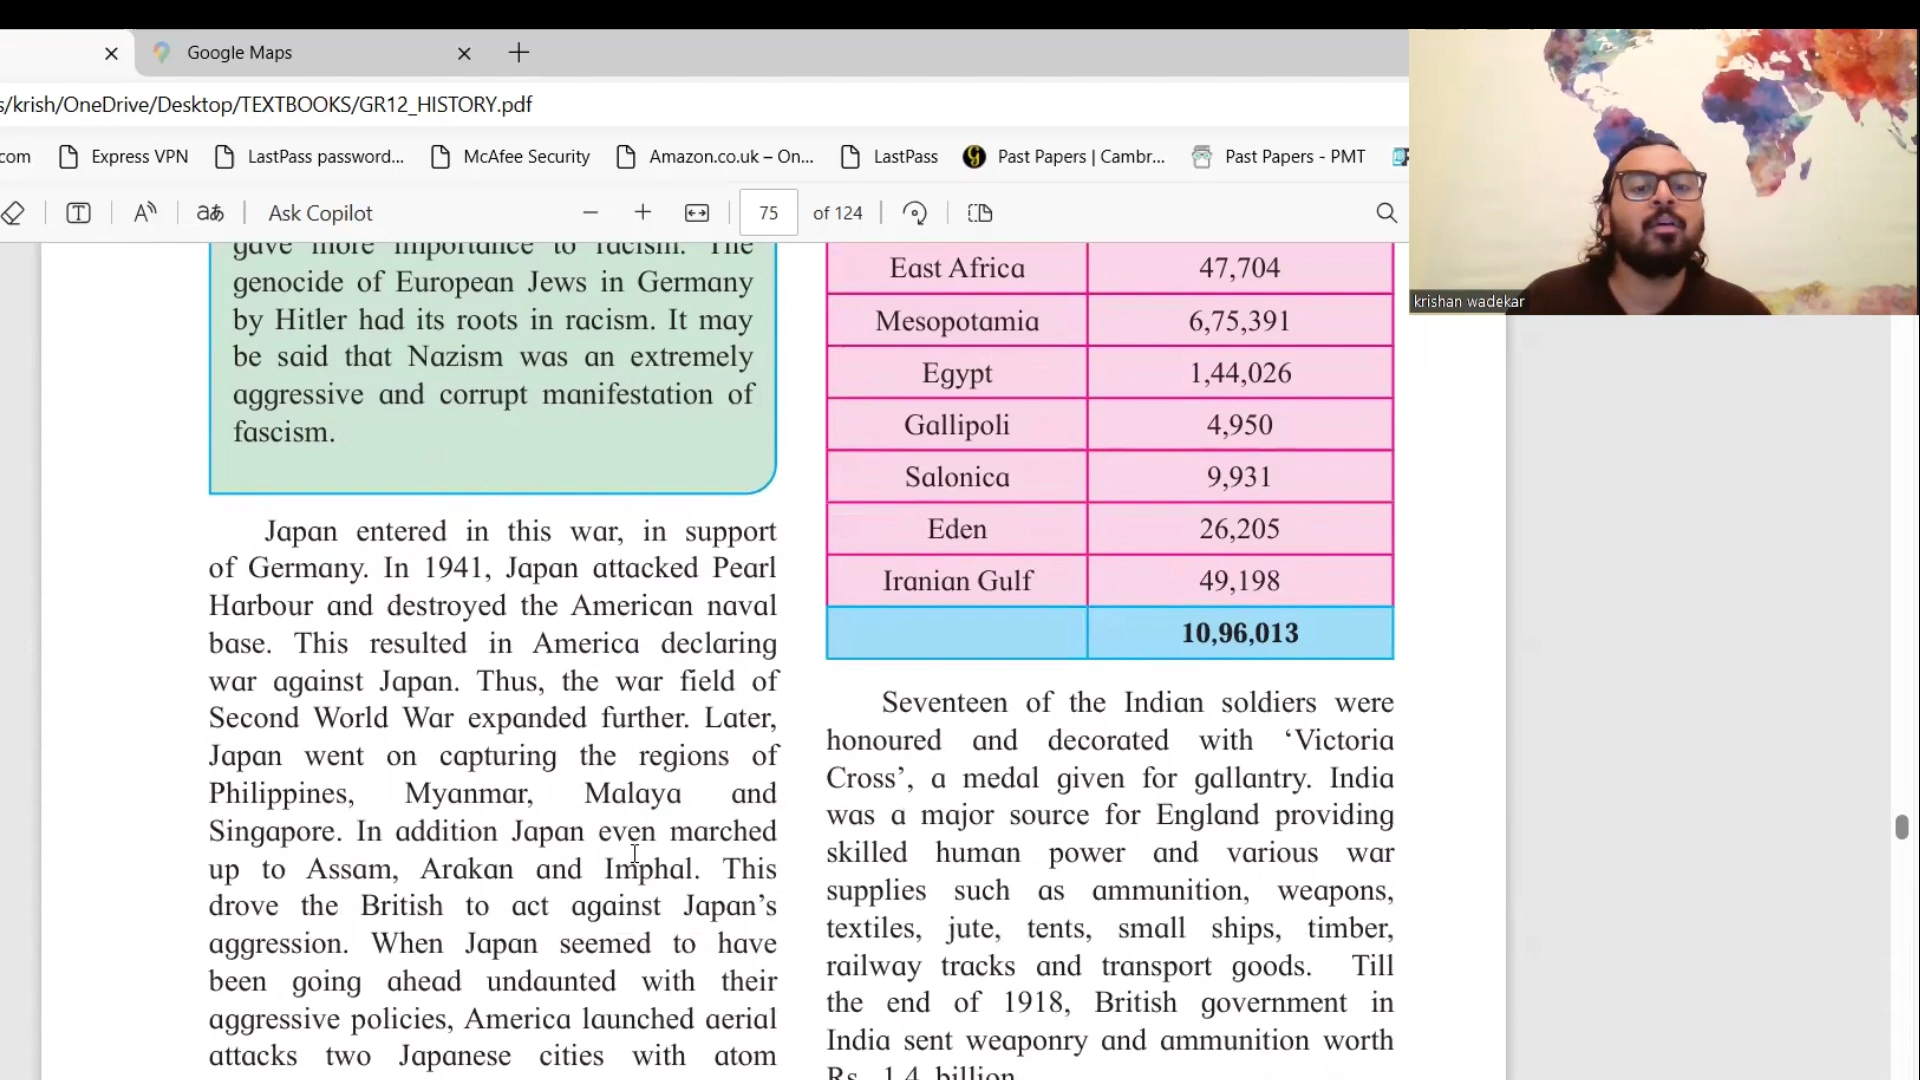 Google Maps
s/krish/OneDrive/Desktop/TEXTBOOKS/GR12_HISTORY.pdf
com
Express VPN
LastPass password...
McAfee Security
Amazon.co.uk – On...
LastPass
Past Papers | Cambr...
Past Papers - PMT
Ask Copilot
75
of 124
krishan wadekar
gave more importance to racism. The
genocide of European Jews in Germany
by Hitler had its roots in racism. It may
be said that Nazism was an extremely
aggressive and corrupt manifestation of
fascism.
Japan entered in this war, in support
of Germany. In 1941, Japan attacked Pearl
Harbour and destroyed the American naval
base. This resulted in America declaring
war against Japan. Thus, the war field of
Second World War expanded further. Later,
Japan went on capturing the regions of
Philippines, Myanmar, Malaya and
Singapore. In addition Japan even marched
up to Assam, Arakan and Imphal. This
drove the British to act against Japan’s
aggression. When Japan seemed to have
been going ahead undaunted with their
aggressive policies, America launched aerial
attacks two Japanese cities with atom
East Africa 47,704
Mesopotamia 6,75,391
Egypt 1,44,026
Gallipoli 4,950
Salonica 9,931
Eden 26,205
Iranian Gulf 49,198
10,96,013
Seventeen of the Indian soldiers were
honoured and decorated with ‘Victoria
Cross’, a medal given for gallantry. India
was a major source for England providing
skilled human power and various war
supplies such as ammunition, weapons,
textiles, jute, tents, small ships, timber,
railway tracks and transport goods. Till
the end of 1918, British government in
India sent weaponry and ammunition worth
Rs. 1.4 billion